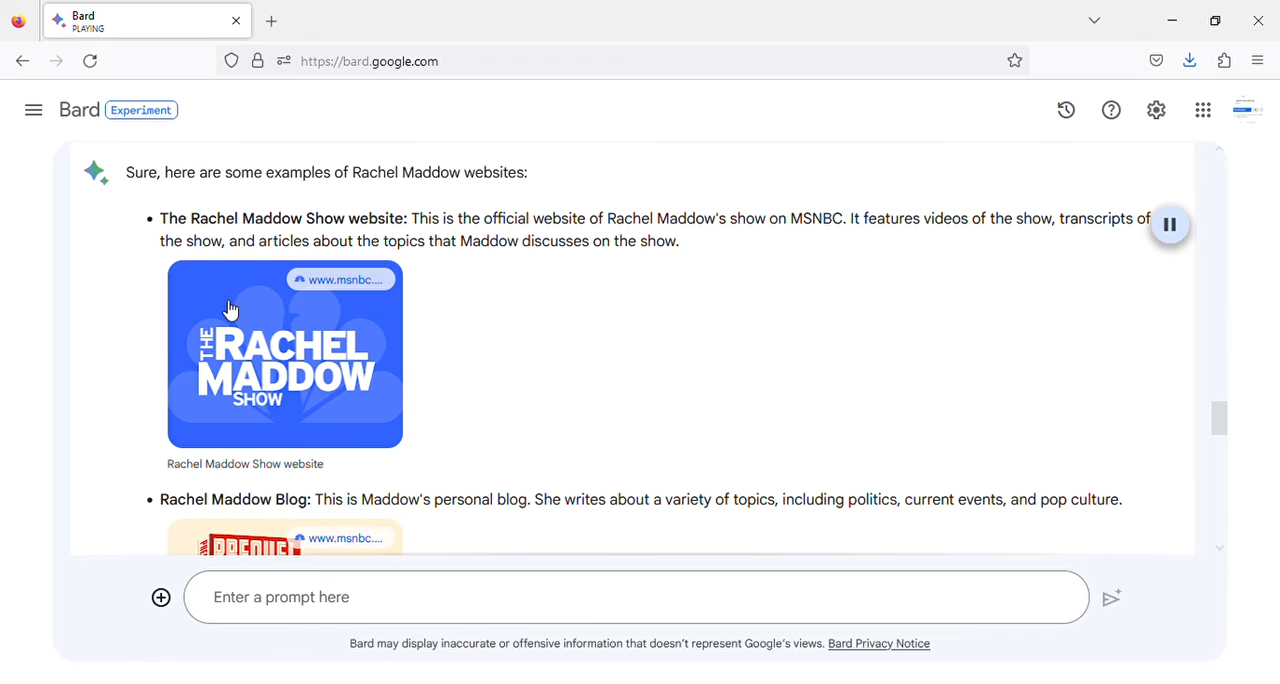 Bard
PLAYING
https://bard.google.com
Bard Experiment
Sure, here are some examples of Rachel Maddow websites:
• The Rachel Maddow Show website: This is the official website of Rachel Maddow's show on MSNBC. It features videos of the show, transcripts of
the show, and articles about the topics that Maddow discusses on the show.
www.msnbc....
THE RACHEL
MADDOW
SHOW
Rachel Maddow Show website
• Rachel Maddow Blog: This is Maddow's personal blog. She writes about a variety of topics, including politics, current events, and pop culture.
www.msnbc....
PREQUEL
Enter a prompt here
Bard may display inaccurate or offensive information that doesn't represent Google's views. Bard Privacy Notice